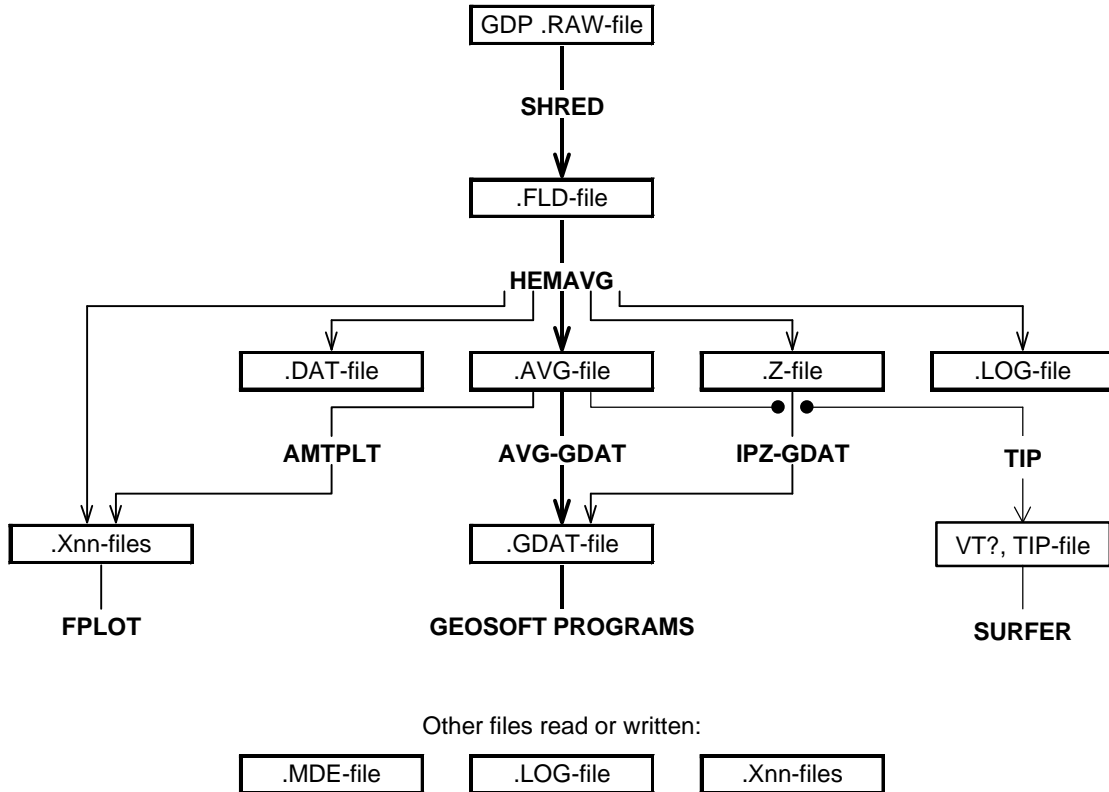 GDP .RAW-file
SHRED
.FLD-file
HEMAVG
.DAT-file
.AVG-file
.Z-file
.LOG-file
AMTPLT
AVG-GDAT
IPZ-GDAT
TIP
.Xnn-files
.GDAT-file
VT?, TIP-file
FPLOT
GEOSOFT PROGRAMS
SURFER
Other files read or written:
.MDE-file
.LOG-file
.Xnn-files